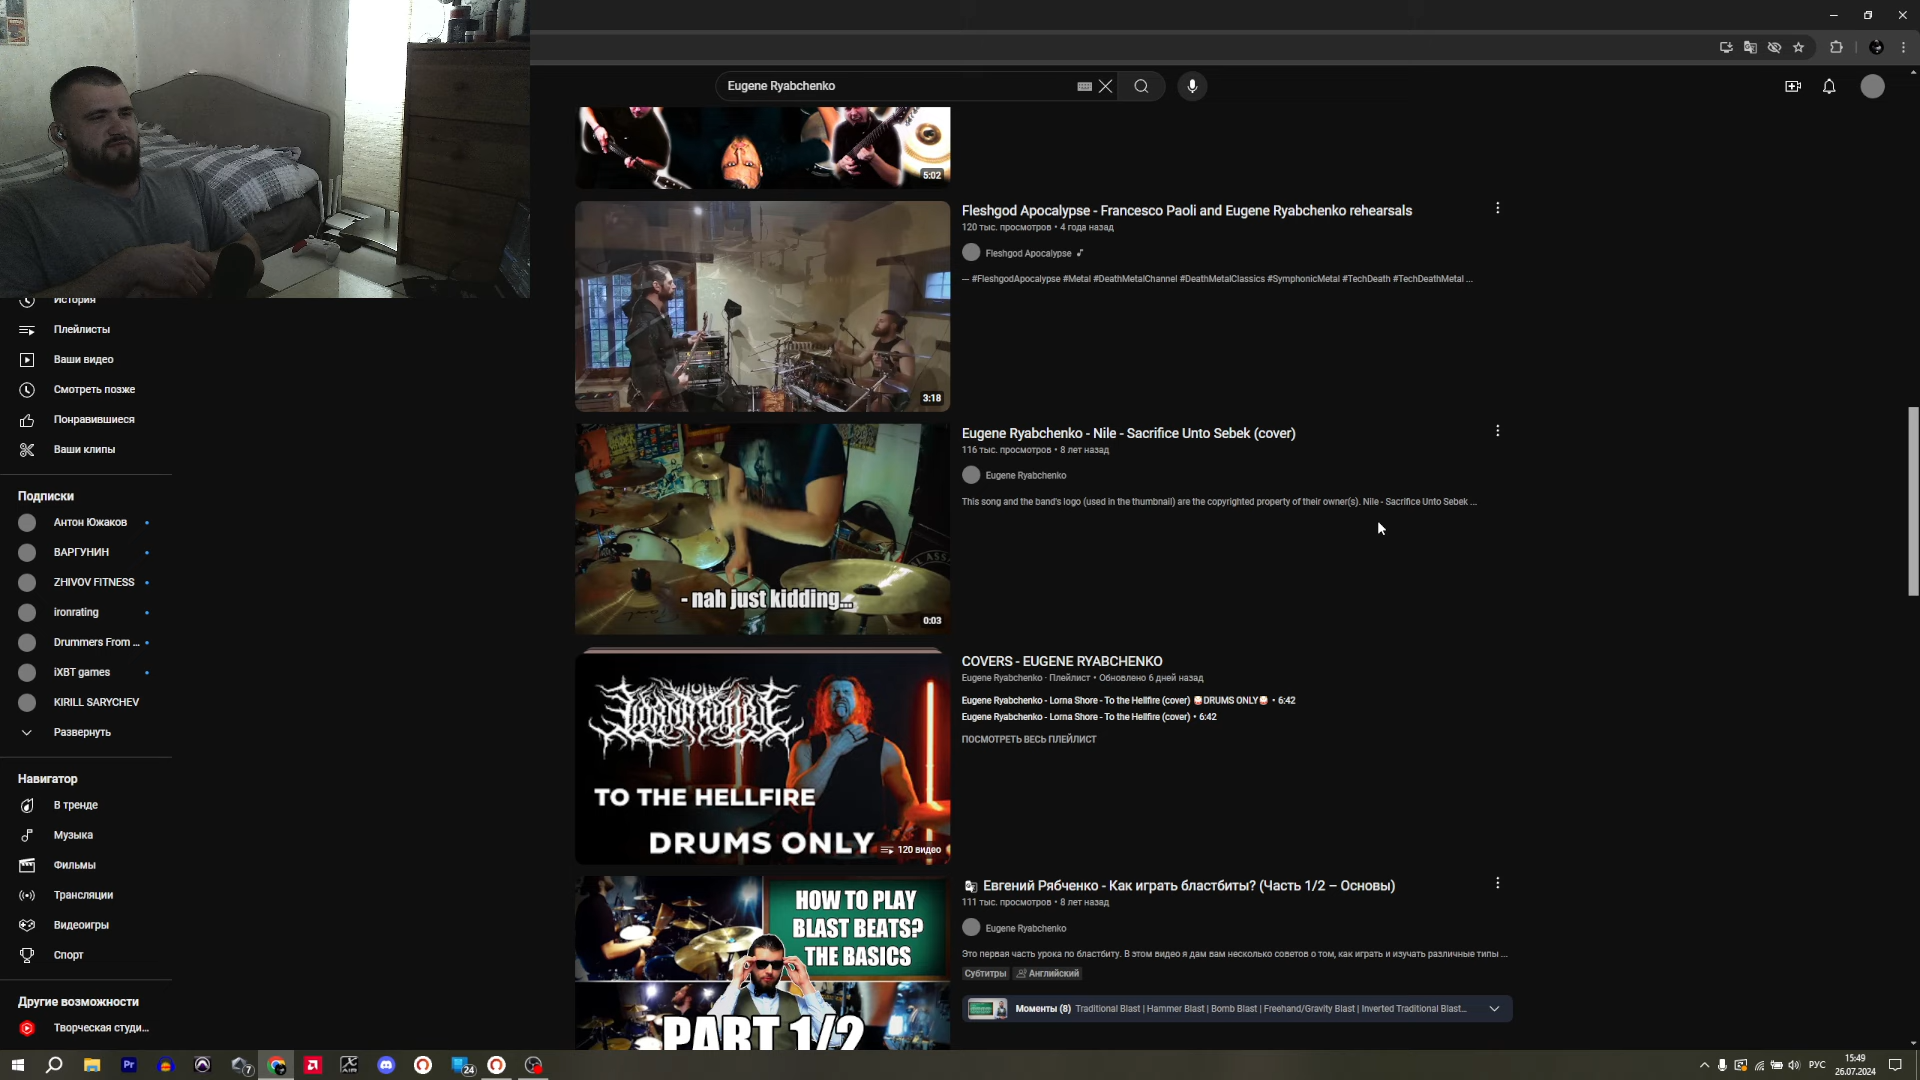 Eugene Ryabchenko
5:02
Fleshgod Apocalypse - Francesco Paoli and Eugene Ryabchenko rehearsals
120 тыс. просмотров • 4 года назад
Fleshgod Apocalypse
— #FleshgodApocalypse #Metal #DeathMetalChannel #DeathMetalClassics #SymphonicMetal #TechDeath #TechDeathMetal ...
3:18
Eugene Ryabchenko - Nile - Sacrifice Unto Sebek (cover)
116 тыс. просмотров • 8 лет назад
Eugene Ryabchenko
This song and the band's logo (used in the thumbnail) are the copyrighted property of their owner(s). Nile - Sacrifice Unto Sebek ...
- nah just kidding...
0:03
COVERS - EUGENE RYABCHENKO
Eugene Ryabchenko · Плейлист • Обновлено 6 дней назад
Eugene Ryabchenko - Lorna Shore - To the Hellfire (cover) 🥁DRUMS ONLY🥁 • 6:42
Eugene Ryabchenko - Lorna Shore - To the Hellfire (cover) • 6:42
ПОСМОТРЕТЬ ВЕСЬ ПЛЕЙЛИСТ
LORNA SHORE
TO THE HELLFIRE
DRUMS ONLY
120 видео
Евгений Рябченко - Как играть бластбиты? (Часть 1/2 – Основы)
111 тыс. просмотров • 8 лет назад
Eugene Ryabchenko
Это первая часть урока по бластбиту. В этом видео я дам вам несколько советов о том, как играть и изучать различные типы ...
Субтитры
Английский
Моменты (8) Traditional Blast | Hammer Blast | Bomb Blast | Freehand/Gravity Blast | Inverted Traditional Blast...
HOW TO PLAY
BLAST BEATS?
THE BASICS
PART 1/2
История
Плейлисты
Ваши видео
Смотреть позже
Понравившиеся
Ваши клипы
Подписки
Антон Южаков
ВАРГУНИН
ZHIVOV FITNESS
ironrating
Drummers From ...
iXBT games
KIRILL SARYCHEV
Развернуть
Навигатор
В тренде
Музыка
Фильмы
Трансляции
Видеоигры
Спорт
Другие возможности
Творческая студи...
Pr
7
24
РУС
15:49
26.07.2024